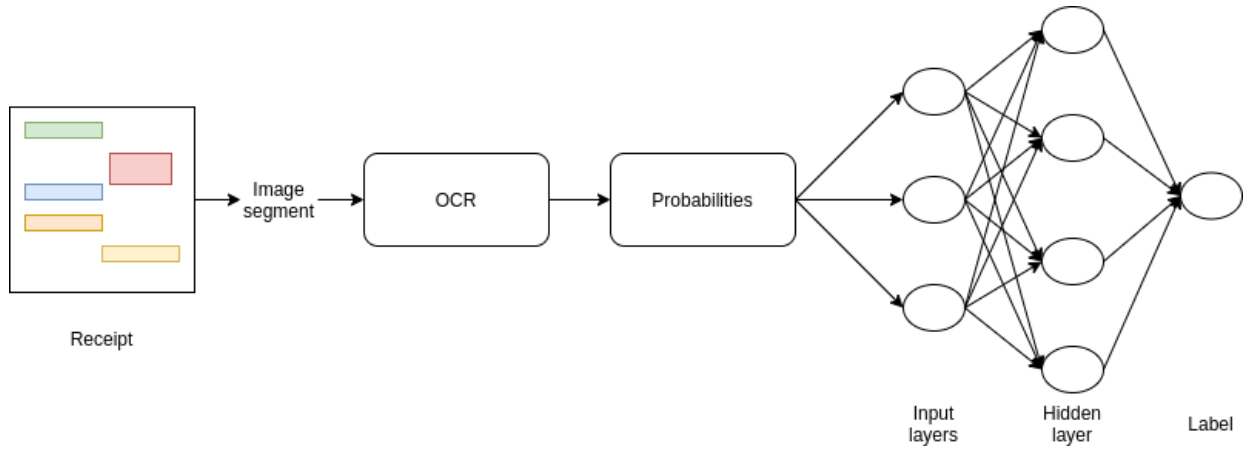 Receipt
Image
segment
OCR
Probabilities
Input
layers
Hidden
layer
Label